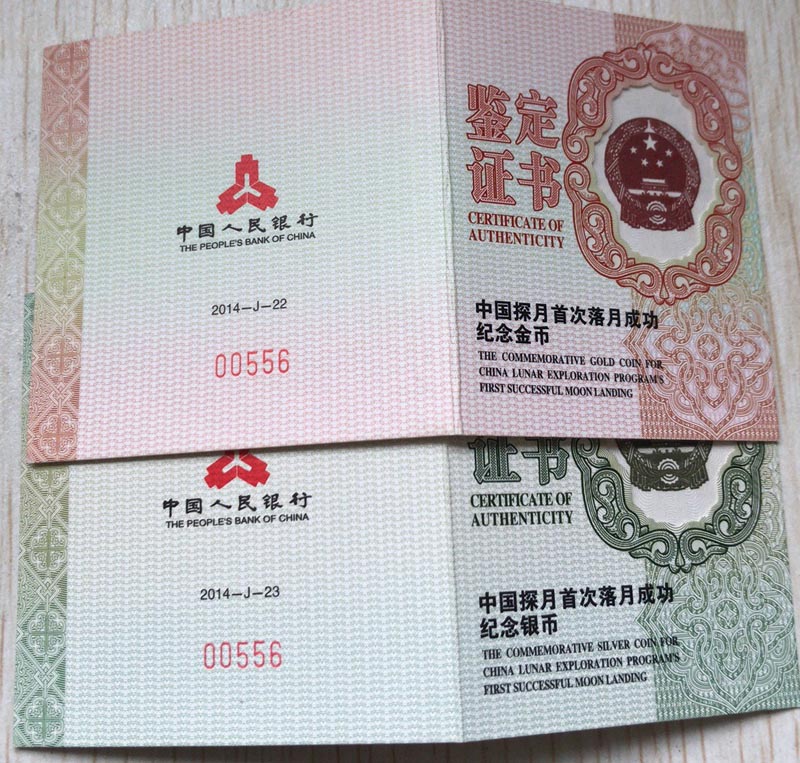 中国人民银行
THE PEOPLE'S BANK OF CHINA
2014-J-22
00556
鉴定
证书
CERTIFICATE OF
AUTHENTICITY
中国探月首次落月成功
纪念金币
THE COMMEMORATIVE GOLD COIN FOR
CHINA LUNAR EXPLORATION PROGRAM'S
FIRST SUCCESSFUL MOON LANDING
中国人民银行
THE PEOPLE'S BANK OF CHINA
2014-J-23
00556
证书
CERTIFICATE OF
AUTHENTICITY
中国探月首次落月成功
纪念银币
THE COMMEMORATIVE SILVER COIN FOR
CHINA LUNAR EXPLORATION PROGRAM'S
FIRST SUCCESSFUL MOON LANDING